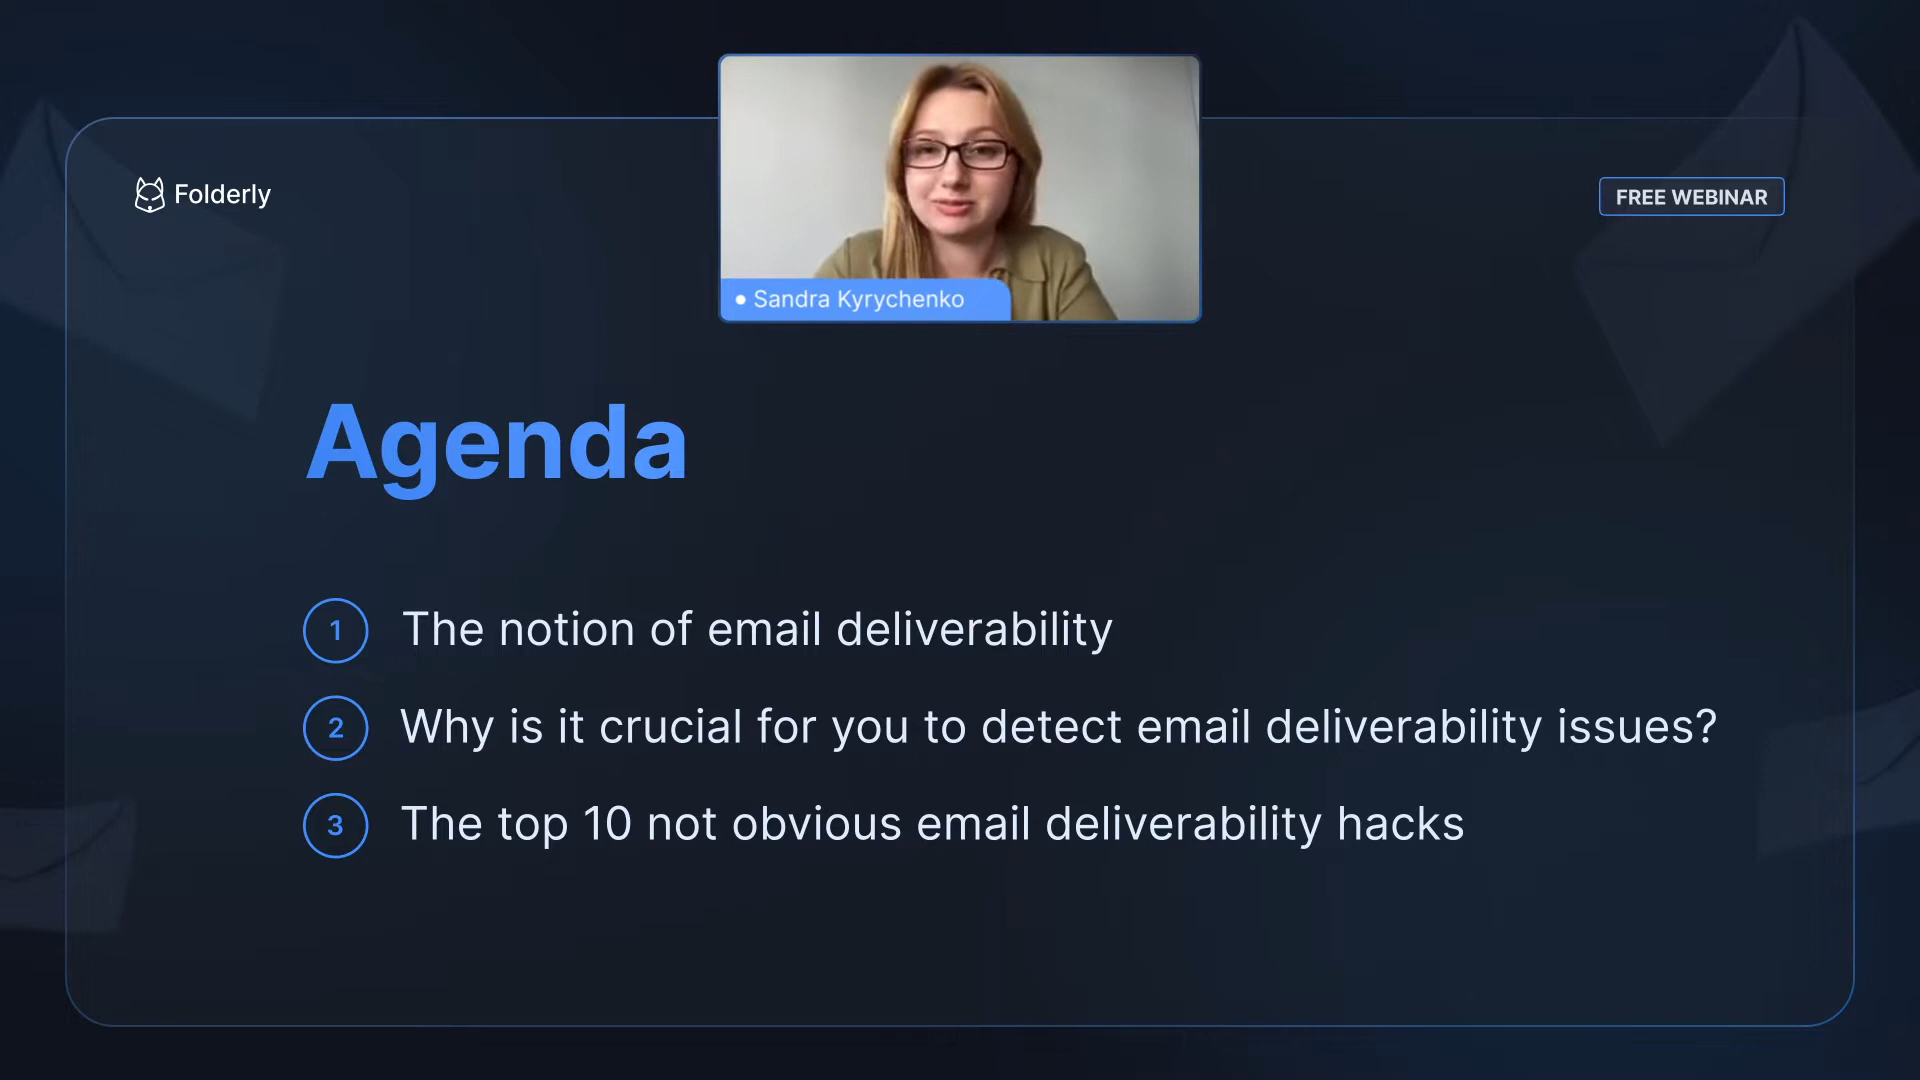 Folderly
FREE WEBINAR
Sandra Kyrychenko
Agenda
1 The notion of email deliverability
2 Why is it crucial for you to detect email deliverability issues?
3 The top 10 not obvious email deliverability hacks